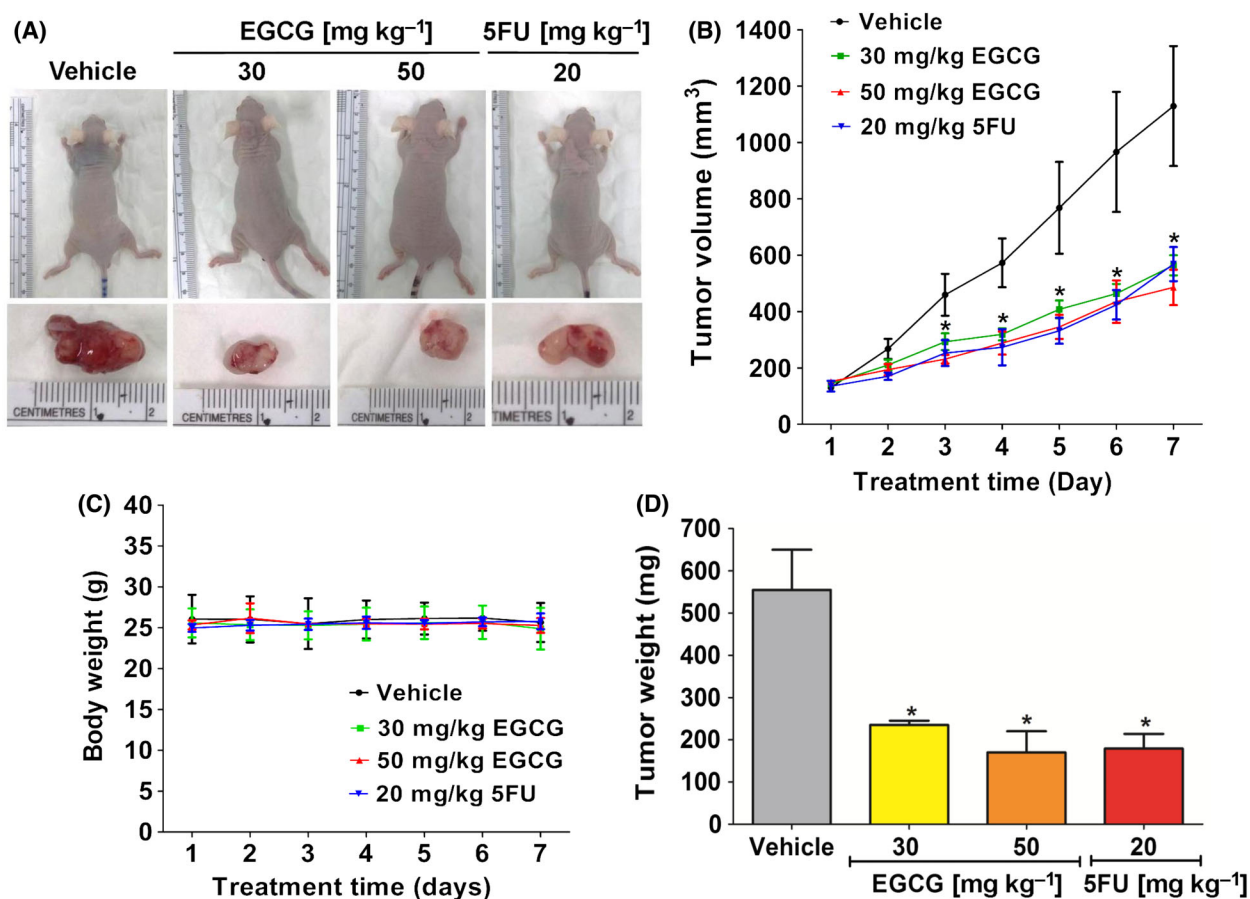 (A)
EGCG [mg kg⁻¹] 5FU [mg kg⁻¹]
Vehicle 30 50 20
CENTIMETRES 1 2
CENTIMETRES 1 2
CENTIMETRES 1 2
TIMETRES 1 2
(B)
Vehicle
30 mg/kg EGCG
50 mg/kg EGCG
20 mg/kg 5FU
Tumor volume (mm³)
1400
1200
1000
800
600
400
200
0
* * * * *
1 2 3 4 5 6 7
Treatment time (Day)
(C)
Body weight (g)
40
35
30
25
20
15
10
5
0
Vehicle
30 mg/kg EGCG
50 mg/kg EGCG
20 mg/kg 5FU
1 2 3 4 5 6 7
Treatment time (days)
(D)
Tumor weight (mg)
700
600
500
400
300
200
100
0
* * *
Vehicle 30 50 20
EGCG [mg kg⁻¹] 5FU [mg kg⁻¹]